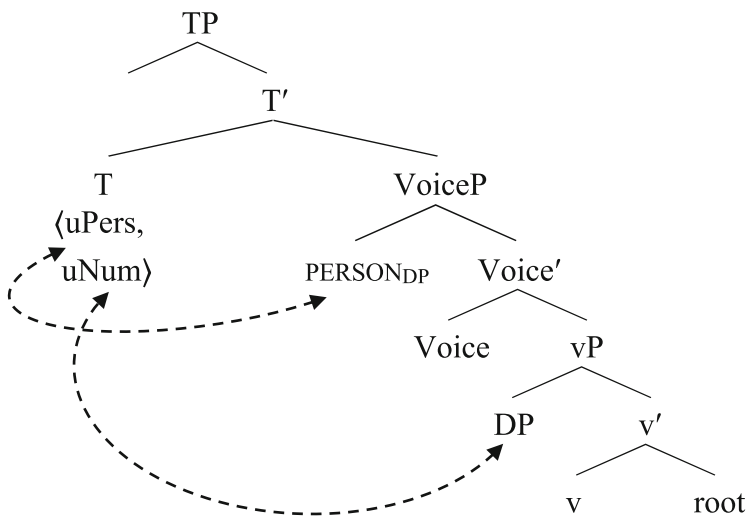 TP
T′
T VoiceP
⟨uPers,
uNum⟩ PERSONDP Voice′
Voice vP
DP v′
v root